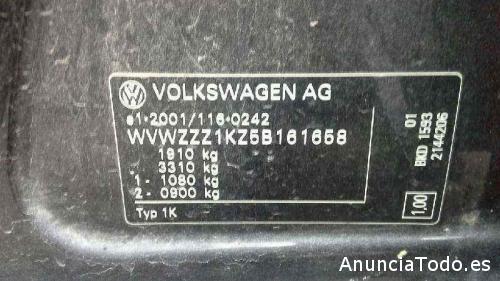 VOLKSWAGEN AG
e1*2001/116*0242
WVWZZZ1KZ5B161658
1910 kg
3310 kg
1- 1080 kg
2- 0900 kg
Typ 1K
01
BKD 1593
2144206
1,00
AnunciaTodo.es